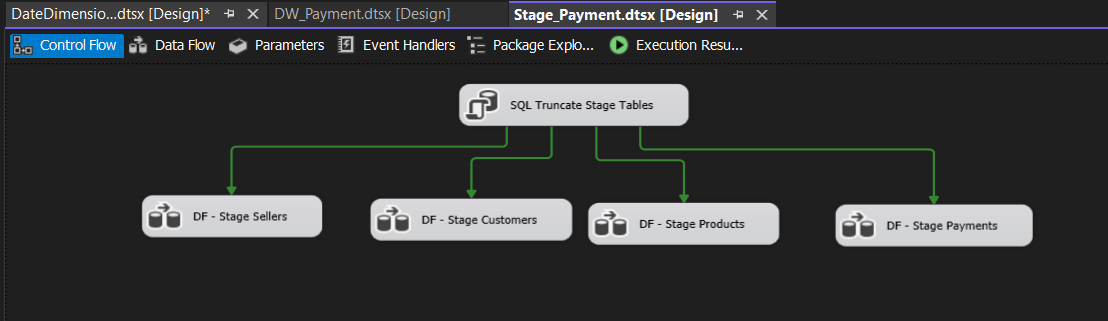 DateDimensio...dtsx [Design]* DW_Payment.dtsx [Design] Stage_Payment.dtsx [Design]
Control Flow Data Flow Parameters Event Handlers Package Explo... Execution Resu...
SQL Truncate Stage Tables
DF - Stage Sellers
DF - Stage Customers
DF - Stage Products
DF - Stage Payments